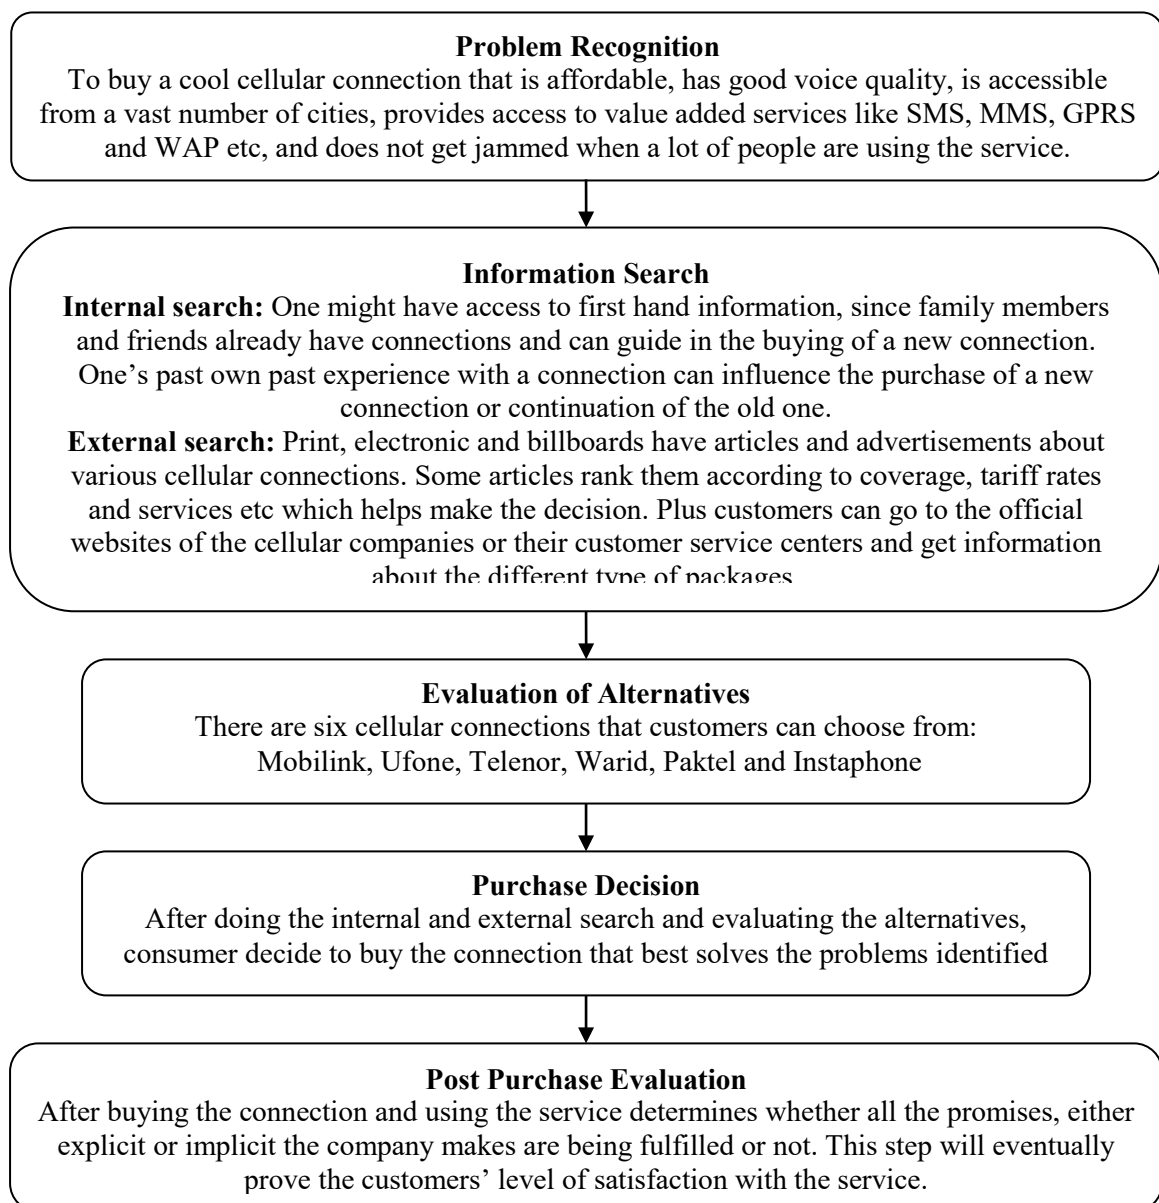 Problem Recognition
To buy a cool cellular connection that is affordable, has good voice quality, is accessible
from a vast number of cities, provides access to value added services like SMS, MMS, GPRS
and WAP etc, and does not get jammed when a lot of people are using the service.
Information Search
Internal search: One might have access to first hand information, since family members
and friends already have connections and can guide in the buying of a new connection.
One’s past own past experience with a connection can influence the purchase of a new
connection or continuation of the old one.
External search: Print, electronic and billboards have articles and advertisements about
various cellular connections. Some articles rank them according to coverage, tariff rates
and services etc which helps make the decision. Plus customers can go to the official
websites of the cellular companies or their customer service centers and get information
about the different type of packages
Evaluation of Alternatives
There are six cellular connections that customers can choose from:
Mobilink, Ufone, Telenor, Warid, Paktel and Instaphone
Purchase Decision
After doing the internal and external search and evaluating the alternatives,
consumer decide to buy the connection that best solves the problems identified
Post Purchase Evaluation
After buying the connection and using the service determines whether all the promises, either
explicit or implicit the company makes are being fulfilled or not. This step will eventually
prove the customers’ level of satisfaction with the service.